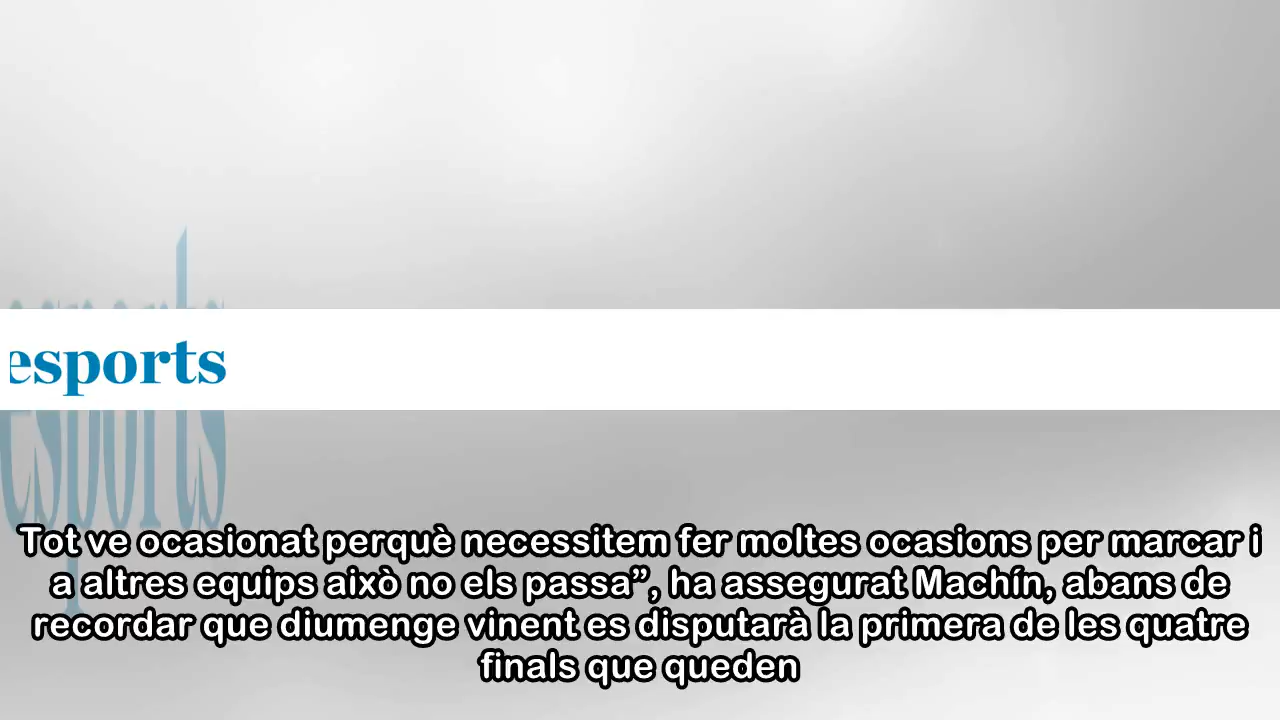 esports
Tot ve ocasionat perquè necessitem fer moltes ocasions per marcar i
a altres equips això no els passa”, ha assegurat Machín, abans de
recordar que diumenge vinent es disputarà la primera de les quatre
finals que queden